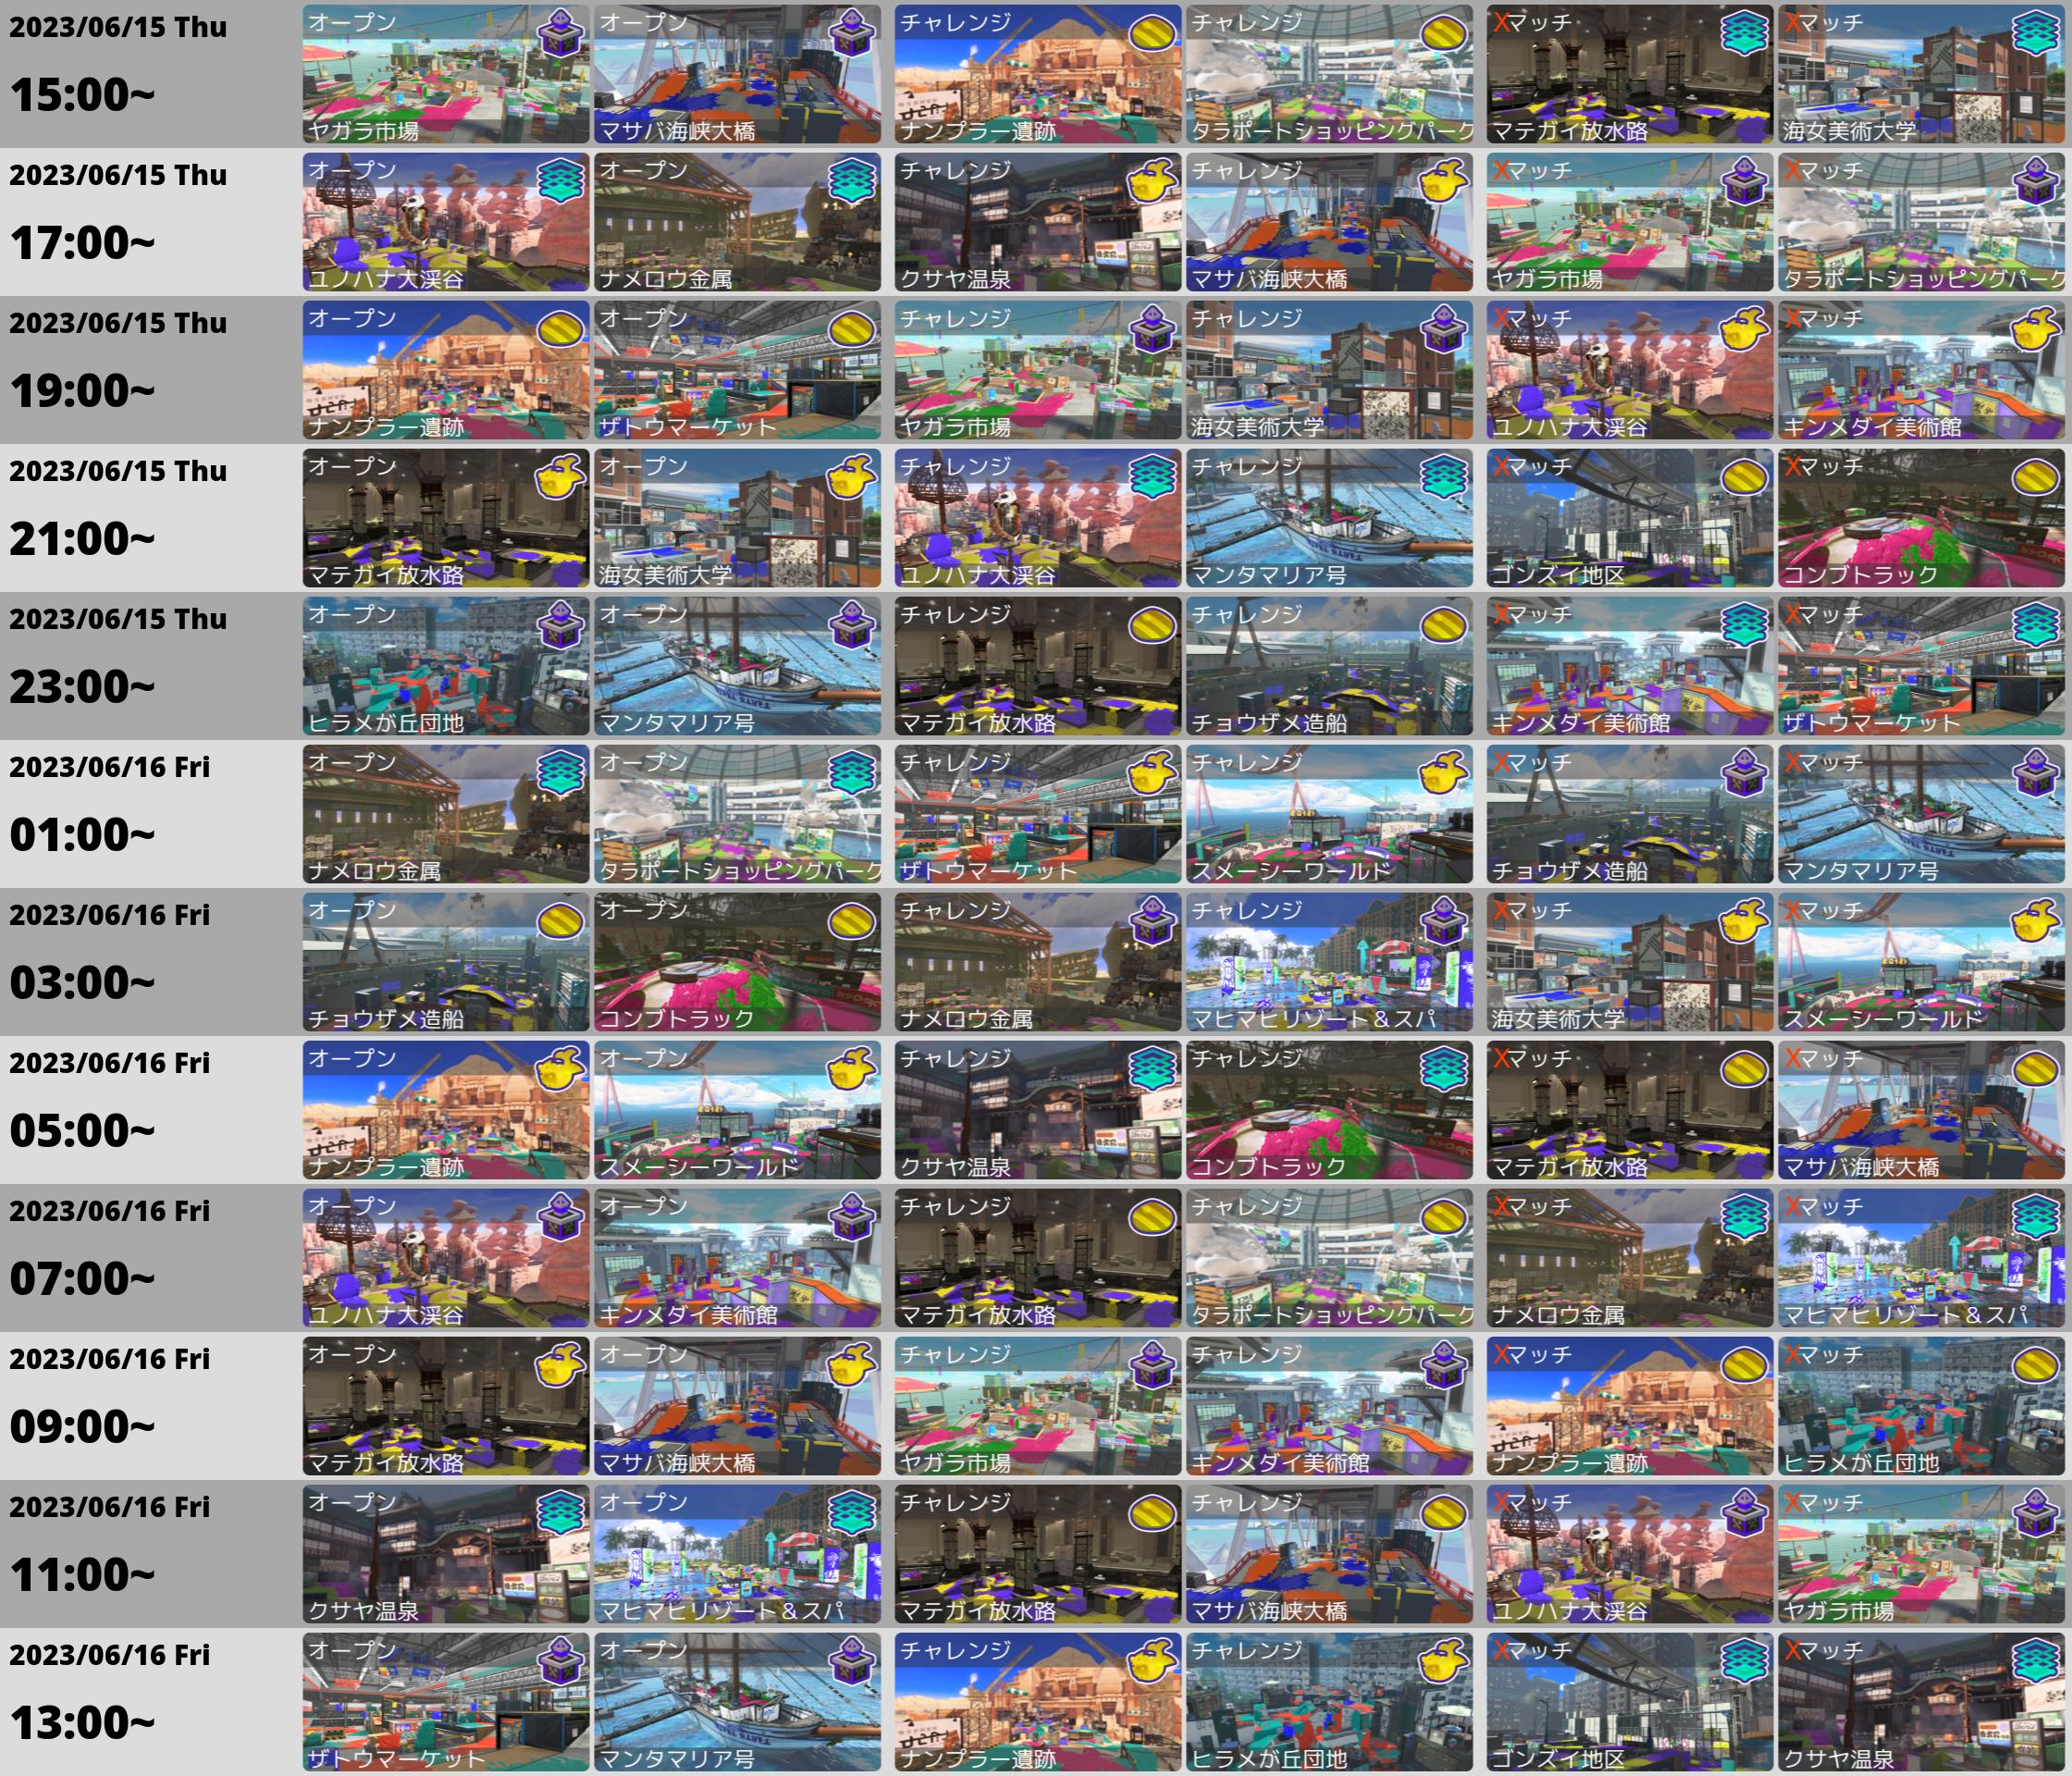 2023/06/15 Thu
15:00~
オープン
ヤガラ市場
オープン
マサバ海峡大橋
チャレンジ
ナンプラー遺跡
チャレンジ
タラポートショッピングパーク
Xマッチ
マテガイ放水路
Xマッチ
海女美術大学
2023/06/15 Thu
17:00~
オープン
ユノハナ大渓谷
オープン
ナメロウ金属
チャレンジ
クサヤ温泉
チャレンジ
マサバ海峡大橋
Xマッチ
ヤガラ市場
Xマッチ
タラポートショッピングパーク
2023/06/15 Thu
19:00~
オープン
ナンプラー遺跡
オープン
ザトウマーケット
チャレンジ
ヤガラ市場
チャレンジ
海女美術大学
Xマッチ
ユノハナ大渓谷
Xマッチ
キンメダイ美術館
2023/06/15 Thu
21:00~
オープン
マテガイ放水路
オープン
海女美術大学
チャレンジ
ユノハナ大渓谷
チャレンジ
マンタマリア号
Xマッチ
ゴンズイ地区
Xマッチ
コンブトラック
2023/06/15 Thu
23:00~
オープン
ヒラメが丘団地
オープン
マンタマリア号
チャレンジ
マテガイ放水路
チャレンジ
チョウザメ造船
Xマッチ
キンメダイ美術館
Xマッチ
ザトウマーケット
2023/06/16 Fri
01:00~
オープン
ナメロウ金属
オープン
タラポートショッピングパーク
チャレンジ
ザトウマーケット
チャレンジ
スメーシーワールド
Xマッチ
チョウザメ造船
Xマッチ
マンタマリア号
2023/06/16 Fri
03:00~
オープン
チョウザメ造船
オープン
コンブトラック
チャレンジ
ナメロウ金属
チャレンジ
マヒマヒリゾート＆スパ
Xマッチ
海女美術大学
Xマッチ
スメーシーワールド
2023/06/16 Fri
05:00~
オープン
ナンプラー遺跡
オープン
スメーシーワールド
チャレンジ
クサヤ温泉
チャレンジ
コンブトラック
Xマッチ
マテガイ放水路
Xマッチ
マサバ海峡大橋
2023/06/16 Fri
07:00~
オープン
ユノハナ大渓谷
オープン
キンメダイ美術館
チャレンジ
マテガイ放水路
チャレンジ
タラポートショッピングパーク
Xマッチ
ナメロウ金属
Xマッチ
マヒマヒリゾート＆スパ
2023/06/16 Fri
09:00~
オープン
マテガイ放水路
オープン
マサバ海峡大橋
チャレンジ
ヤガラ市場
チャレンジ
キンメダイ美術館
Xマッチ
ナンプラー遺跡
Xマッチ
ヒラメが丘団地
2023/06/16 Fri
11:00~
オープン
クサヤ温泉
オープン
マヒマヒリゾート＆スパ
チャレンジ
マテガイ放水路
チャレンジ
マサバ海峡大橋
Xマッチ
ユノハナ大渓谷
Xマッチ
ヤガラ市場
2023/06/16 Fri
13:00~
オープン
ザトウマーケット
オープン
マンタマリア号
チャレンジ
ナンプラー遺跡
チャレンジ
ヒラメが丘団地
Xマッチ
ゴンズイ地区
Xマッチ
クサヤ温泉